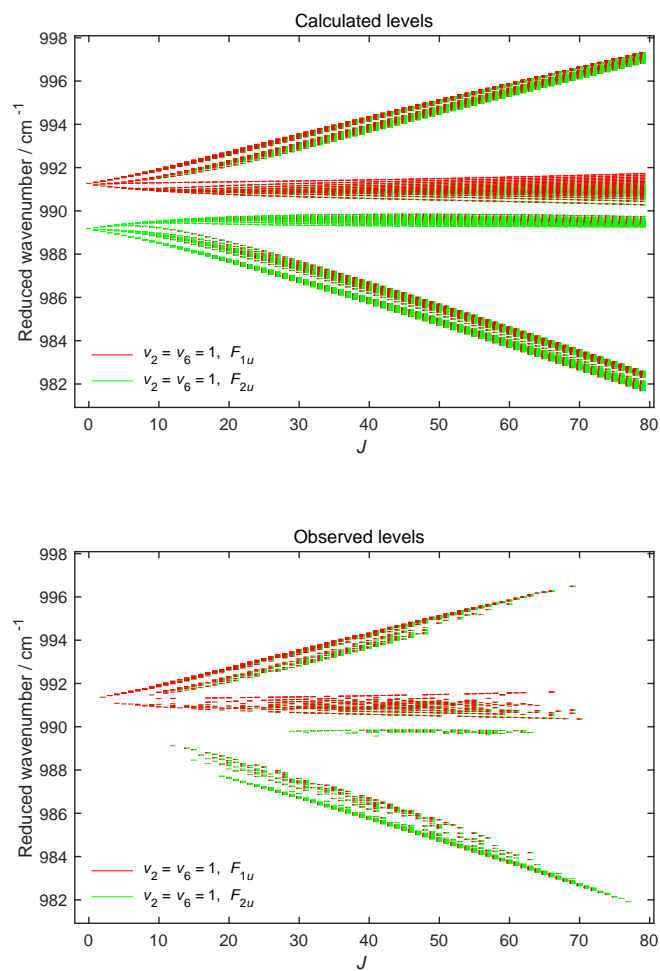 Calculated levels
Reduced wavenumber / cm⁻¹
998
996
994
992
990
988
986
984
982
v₂ = v₆ = 1, F₁ᵤ
v₂ = v₆ = 1, F₂ᵤ
0 10 20 30 40 50 60 70 80
J
Observed levels
Reduced wavenumber / cm⁻¹
998
996
994
992
990
988
986
984
982
v₂ = v₆ = 1, F₁ᵤ
v₂ = v₆ = 1, F₂ᵤ
0 10 20 30 40 50 60 70 80
J